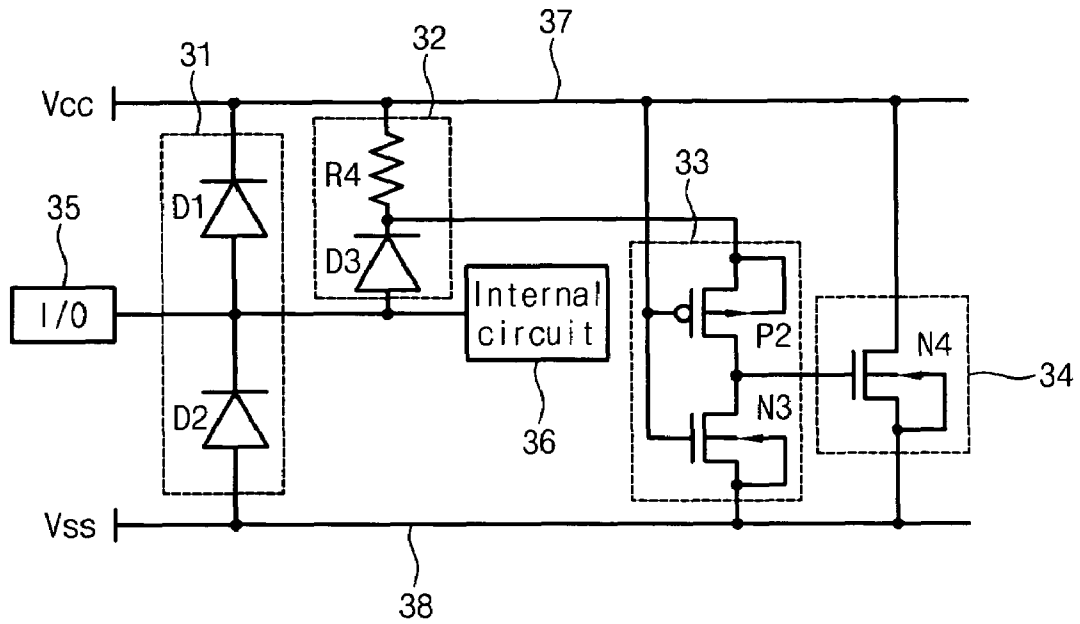 37
32
31
Vcc
R4
33
35
D1
D3
I/O
Internal
circuit
P2
N4
34
D2
N3
36
Vss
38